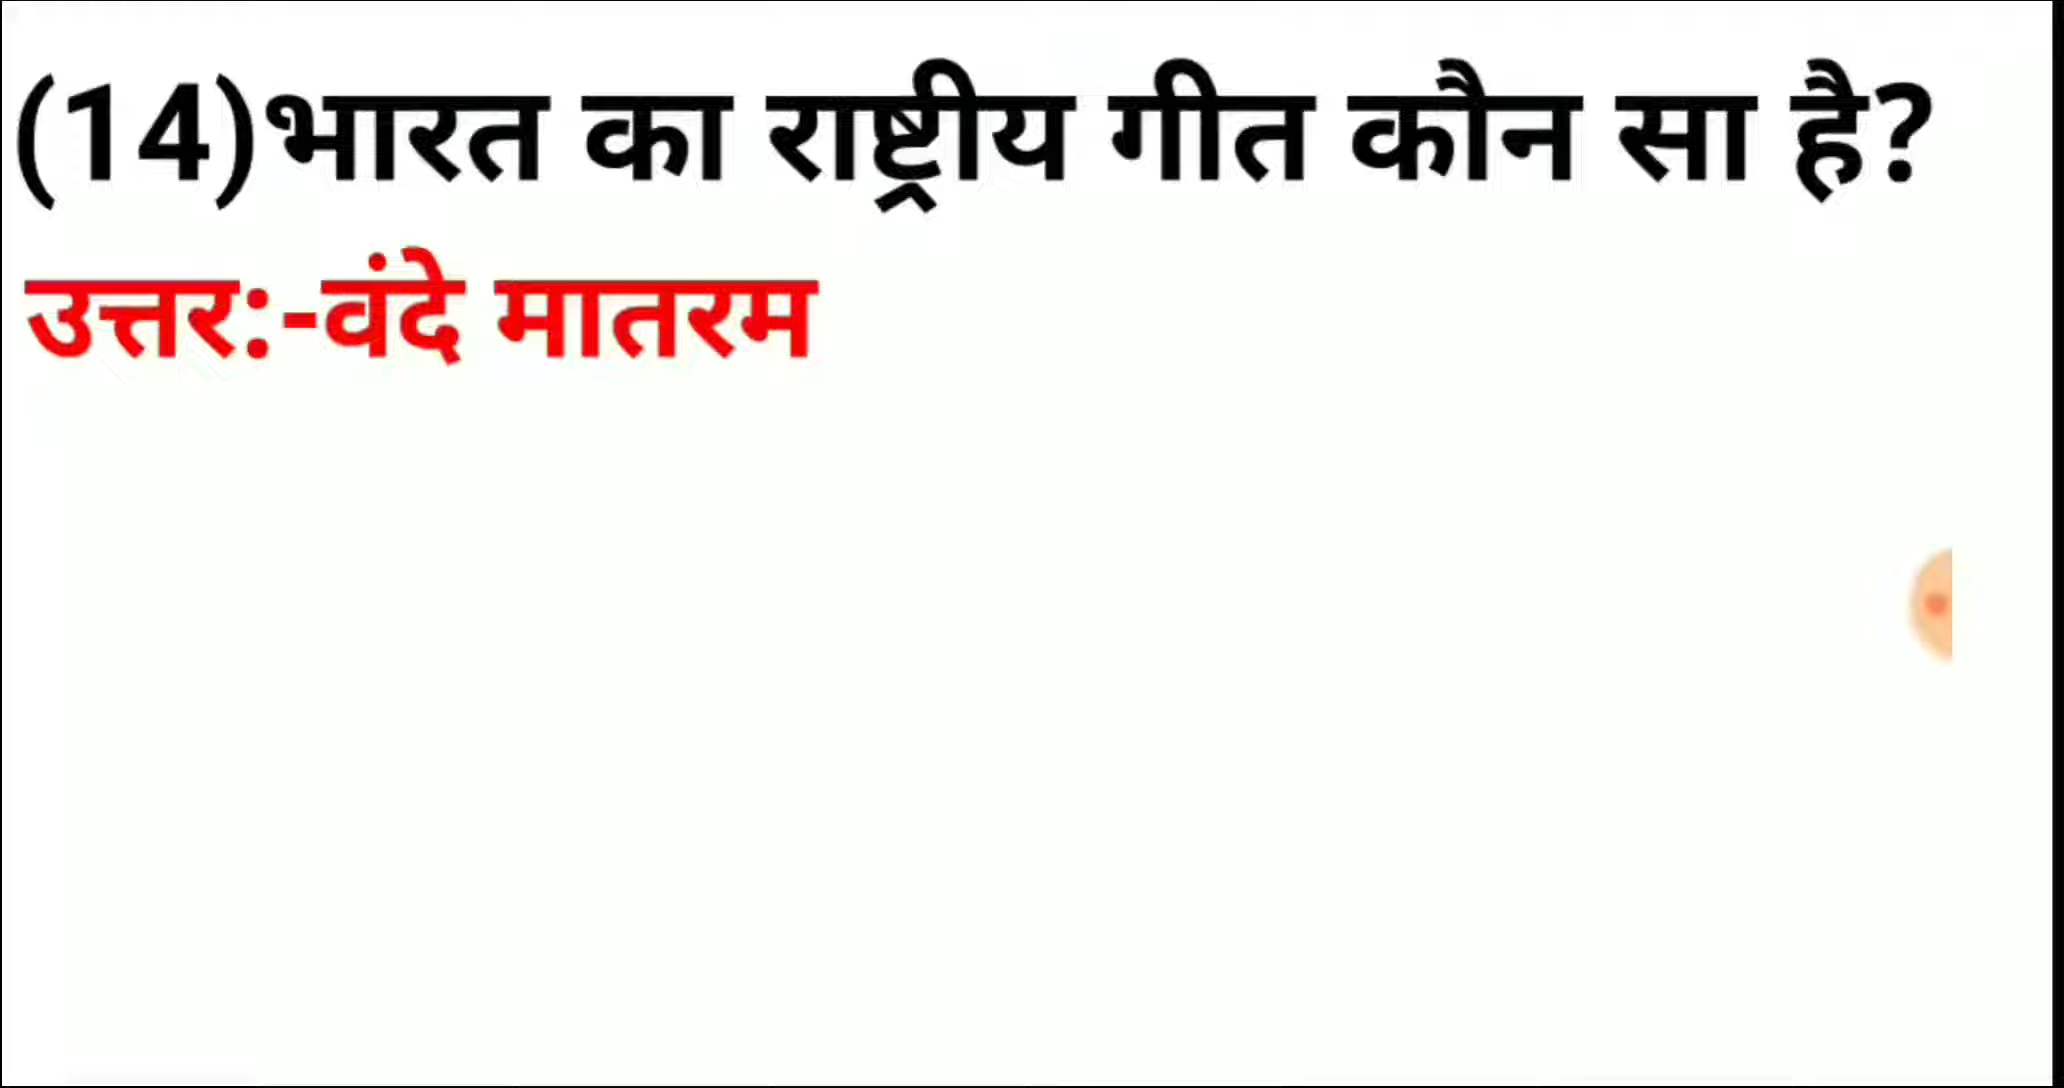 (14)भारत का राष्ट्रीय गीत कौन सा है?
उत्तर:-वंदे मातरम